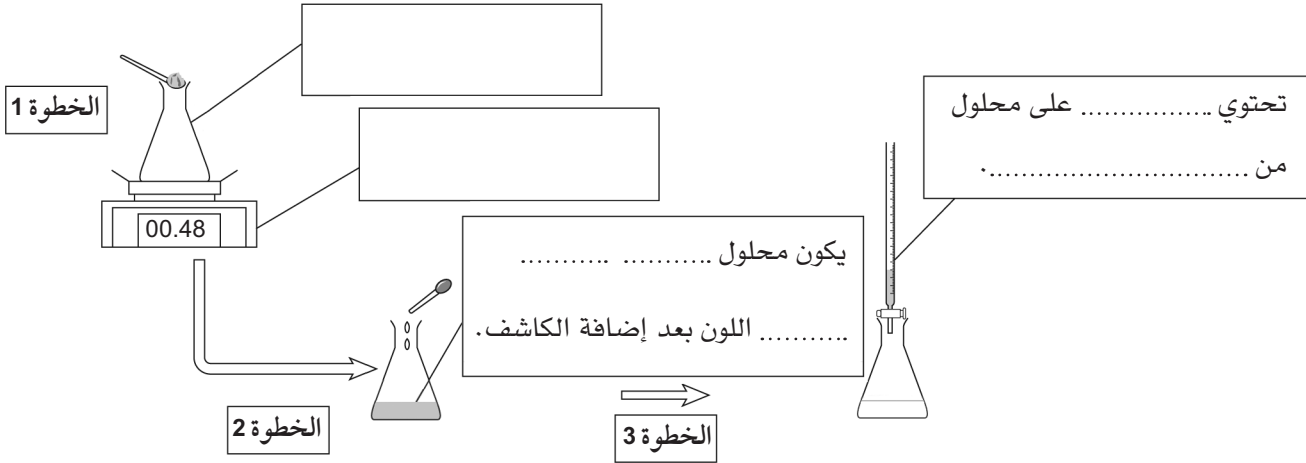 الخطوة 1
00.48
تحتوي ................ على محلول
من ................................
يكون محلول ........... ...........
........... اللون بعد إضافة الكاشف.
الخطوة 2
الخطوة 3